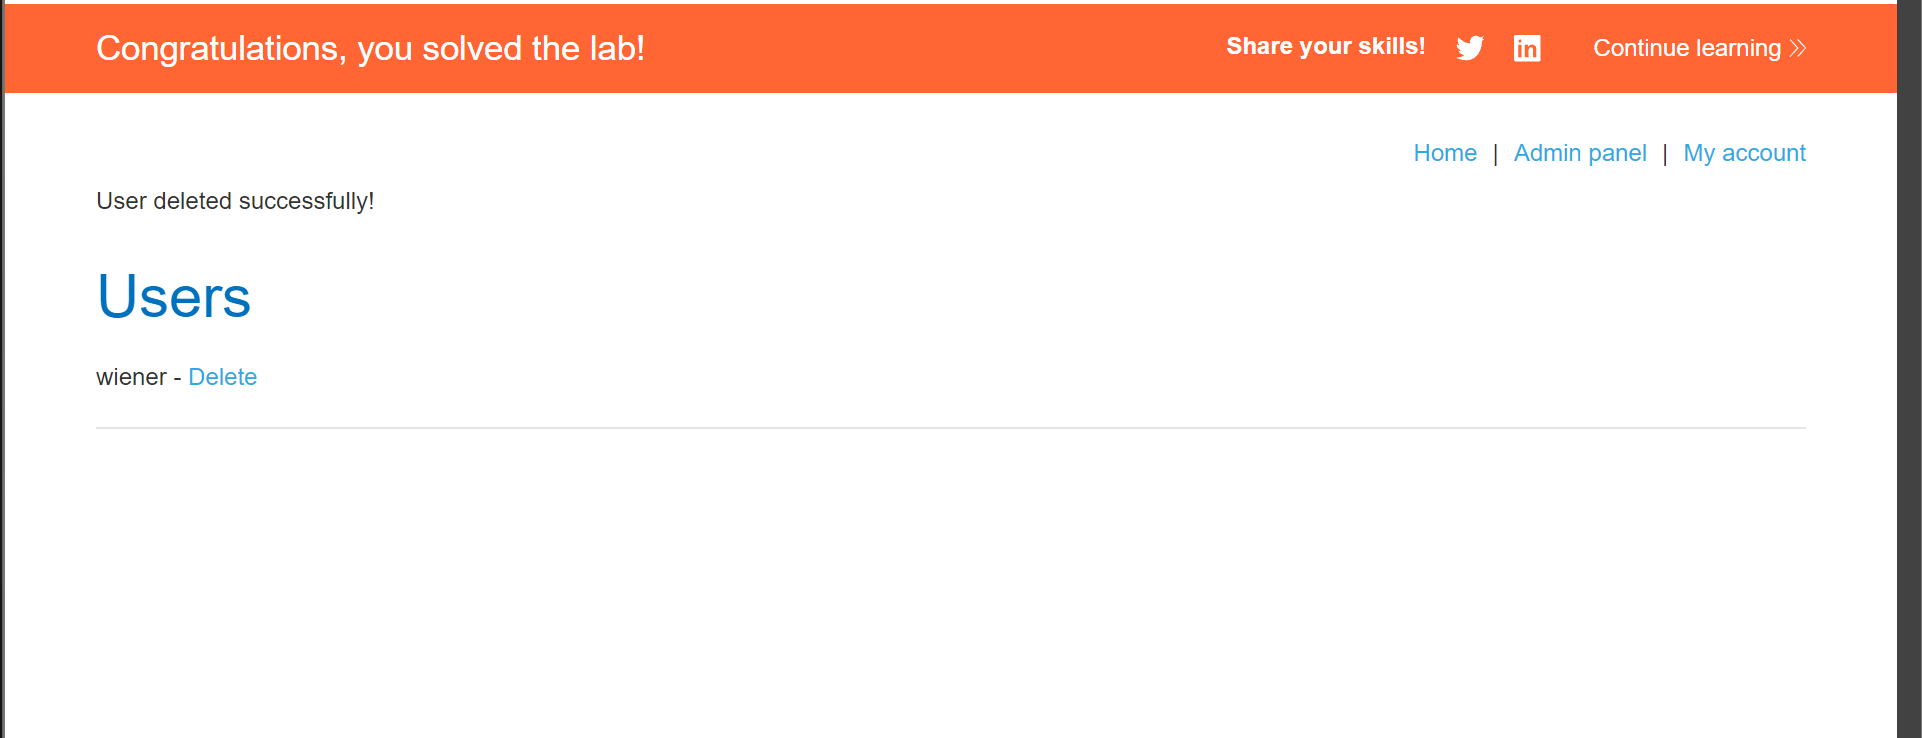 Congratulations, you solved the lab!
Share your skills!
Continue learning
Home | Admin panel | My account
User deleted successfully!
Users
wiener - Delete